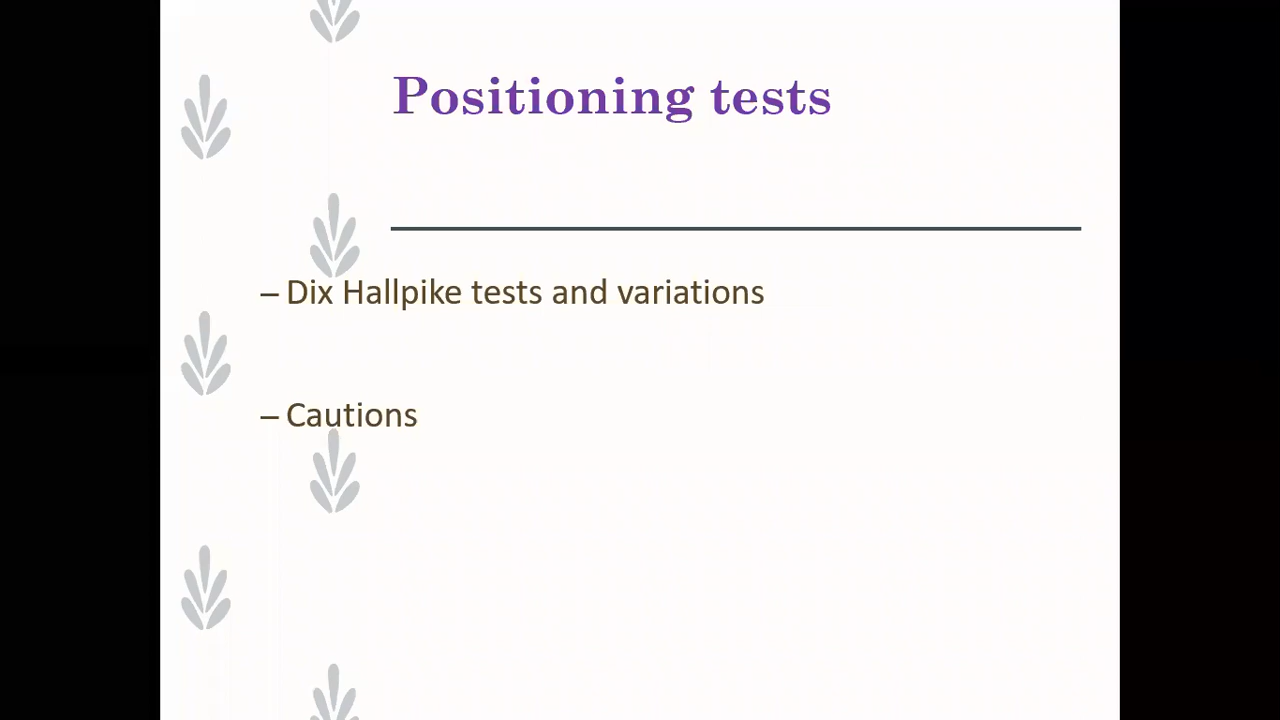 Positioning tests
– Dix Hallpike tests and variations
– Cautions